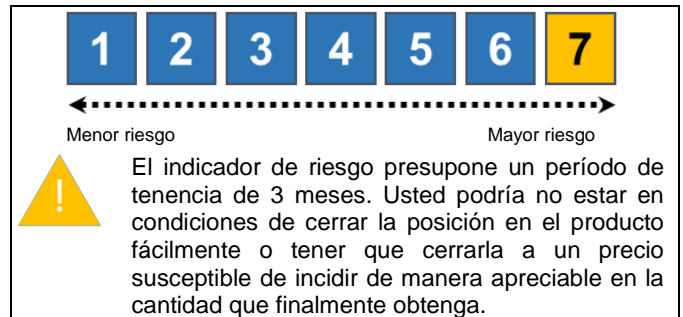 1 2 3 4 5 6 7
Menor riesgo Mayor riesgo
!
El indicador de riesgo presupone un período de
tenencia de 3 meses. Usted podría no estar en
condiciones de cerrar la posición en el producto
fácilmente o tener que cerrarla a un precio
susceptible de incidir de manera apreciable en la
cantidad que finalmente obtenga.